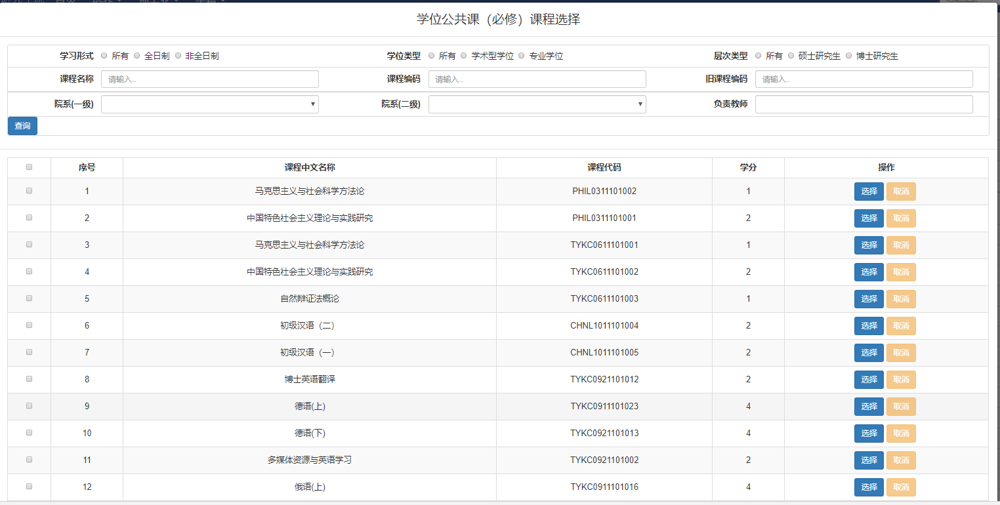 学位公共课（必修）课程选择
学习形式 所有 全日制 非全日制 学位类型 所有 学术型学位 专业学位 层次类型 所有 硕士研究生 博士研究生
课程名称 请输入.. 课程编码 请输入.. 旧课程编码 请输入..
院系(一级) 院系(二级) 负责教师
查询
序号 课程中文名称 课程代码 学分 操作
1 马克思主义与社会科学方法论 PHIL0311101002 1 选择 取消
2 中国特色社会主义理论与实践研究 PHIL0311101001 2 选择 取消
3 马克思主义与社会科学方法论 TYKC0611101001 1 选择 取消
4 中国特色社会主义理论与实践研究 TYKC0611101002 2 选择 取消
5 自然辩证法概论 TYKC0611101003 1 选择 取消
6 初级汉语（二） CHNL1011101004 2 选择 取消
7 初级汉语（一） CHNL1011101005 2 选择 取消
8 博士英语翻译 TYKC0921101012 2 选择 取消
9 德语(上) TYKC0911101023 4 选择 取消
10 德语(下) TYKC0921101013 4 选择 取消
11 多媒体资源与英语学习 TYKC0921101002 2 选择 取消
12 俄语(上) TYKC0911101016 4 选择 取消